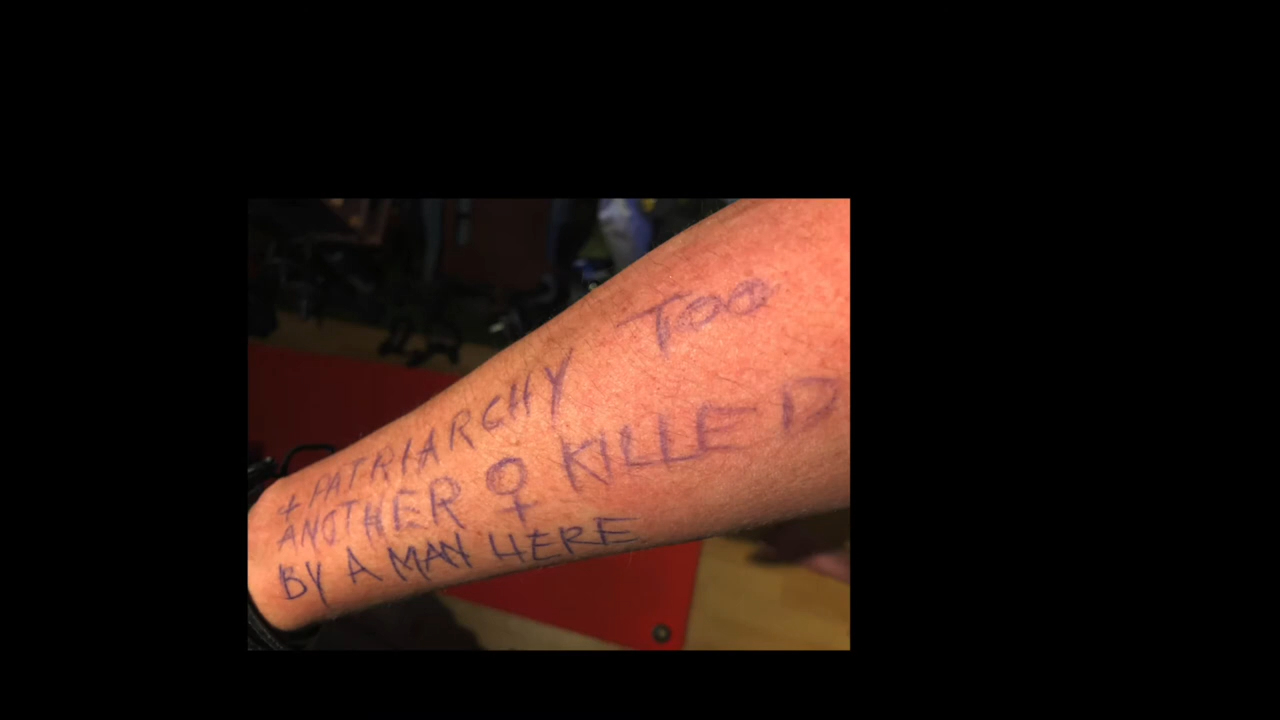 TOO
+ PATRIARCHY
ANOTHER ♀ KILLED
BY A MAN HERE